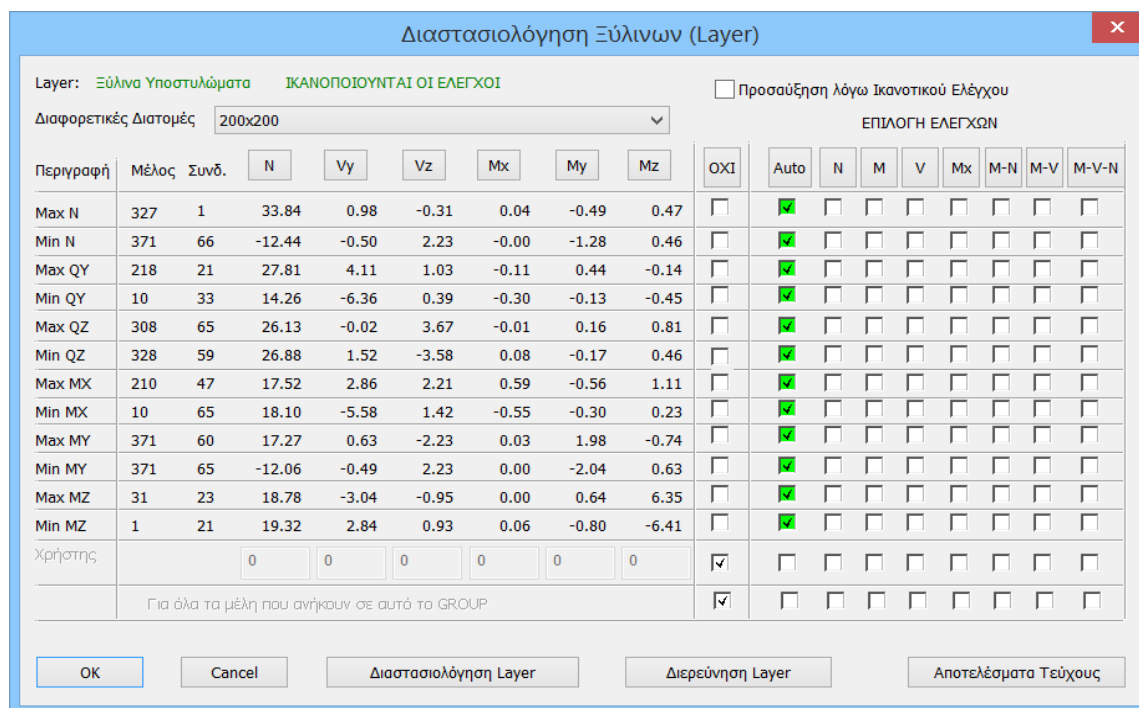 Διαστασιολόγηση Ξύλινων (Layer)
Layer: Ξύλινα Υποστυλώματα ΙΚΑΝΟΠΟΙΟΥΝΤΑΙ ΟΙ ΕΛΕΓΧΟΙ
Προσαύξηση λόγω Ικανοτικού Ελέγχου
Διαφορετικές Διατομές 200x200
ΕΠΙΛΟΓΗ ΕΛΕΓΧΩΝ
Περιγραφή Μέλος Συνδ. N Vy Vz Mx My Mz ΟΧΙ Auto N M V Mx M-N M-V M-V-N
Max N 327 1 33.84 0.98 -0.31 0.04 -0.49 0.47
Min N 371 66 -12.44 -0.50 2.23 -0.00 -1.28 0.46
Max QY 218 21 27.81 4.11 1.03 -0.11 0.44 -0.14
Min QY 10 33 14.26 -6.36 0.39 -0.30 -0.13 -0.45
Max QZ 308 65 26.13 -0.02 3.67 -0.01 0.16 0.81
Min QZ 328 59 26.88 1.52 -3.58 0.08 -0.17 0.46
Max MX 210 47 17.52 2.86 2.21 0.59 -0.56 1.11
Min MX 10 65 18.10 -5.58 1.42 -0.55 -0.30 0.23
Max MY 371 60 17.27 0.63 -2.23 0.03 1.98 -0.74
Min MY 371 65 -12.06 -0.49 2.23 0.00 -2.04 0.63
Max MZ 31 23 18.78 -3.04 -0.95 0.00 0.64 6.35
Min MZ 1 21 19.32 2.84 0.93 0.06 -0.80 -6.41
Χρήστης 0 0 0 0 0 0
Για όλα τα μέλη που ανήκουν σε αυτό το GROUP
OK Cancel Διαστασιολόγηση Layer Διερεύνηση Layer Αποτελέσματα Τεύχους